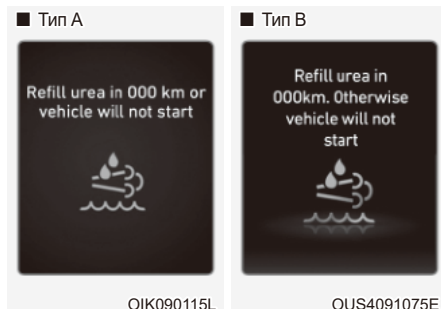 ■ Тип A
Refill urea in 000 km or
vehicle will not start
OIK090115L
■ Тип B
Refill urea in
000km. Otherwise
vehicle will not
start
OUS4091075E